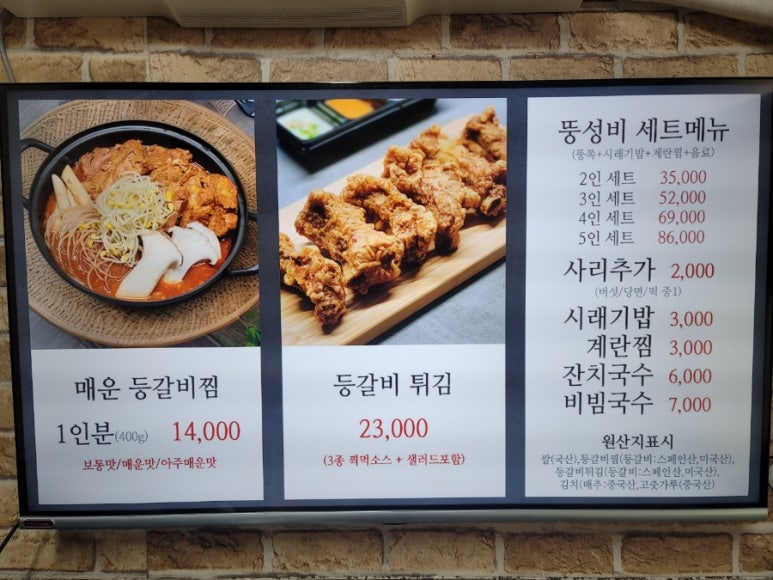 매운 등갈비찜
1인분(400g) 14,000
보통맛/매운맛/아주매운맛
등갈비 튀김
23,000
(3종 찍먹소스 + 샐러드포함)
뚱성비 세트메뉴
(뚱쪽+시래기밥+계란찜+음료)
2인 세트 35,000
3인 세트 52,000
4인 세트 69,000
5인 세트 86,000
사리추가 2,000
(버섯/당면/떡 중1)
시래기밥 3,000
계란찜 3,000
잔치국수 6,000
비빔국수 7,000
원산지표시
쌀(국산),등갈비찜(등갈비:스페인산,미국산),
등갈비튀김(등갈비:스페인산,미국산),
김치(배추:중국산,고춧가루(중국산)